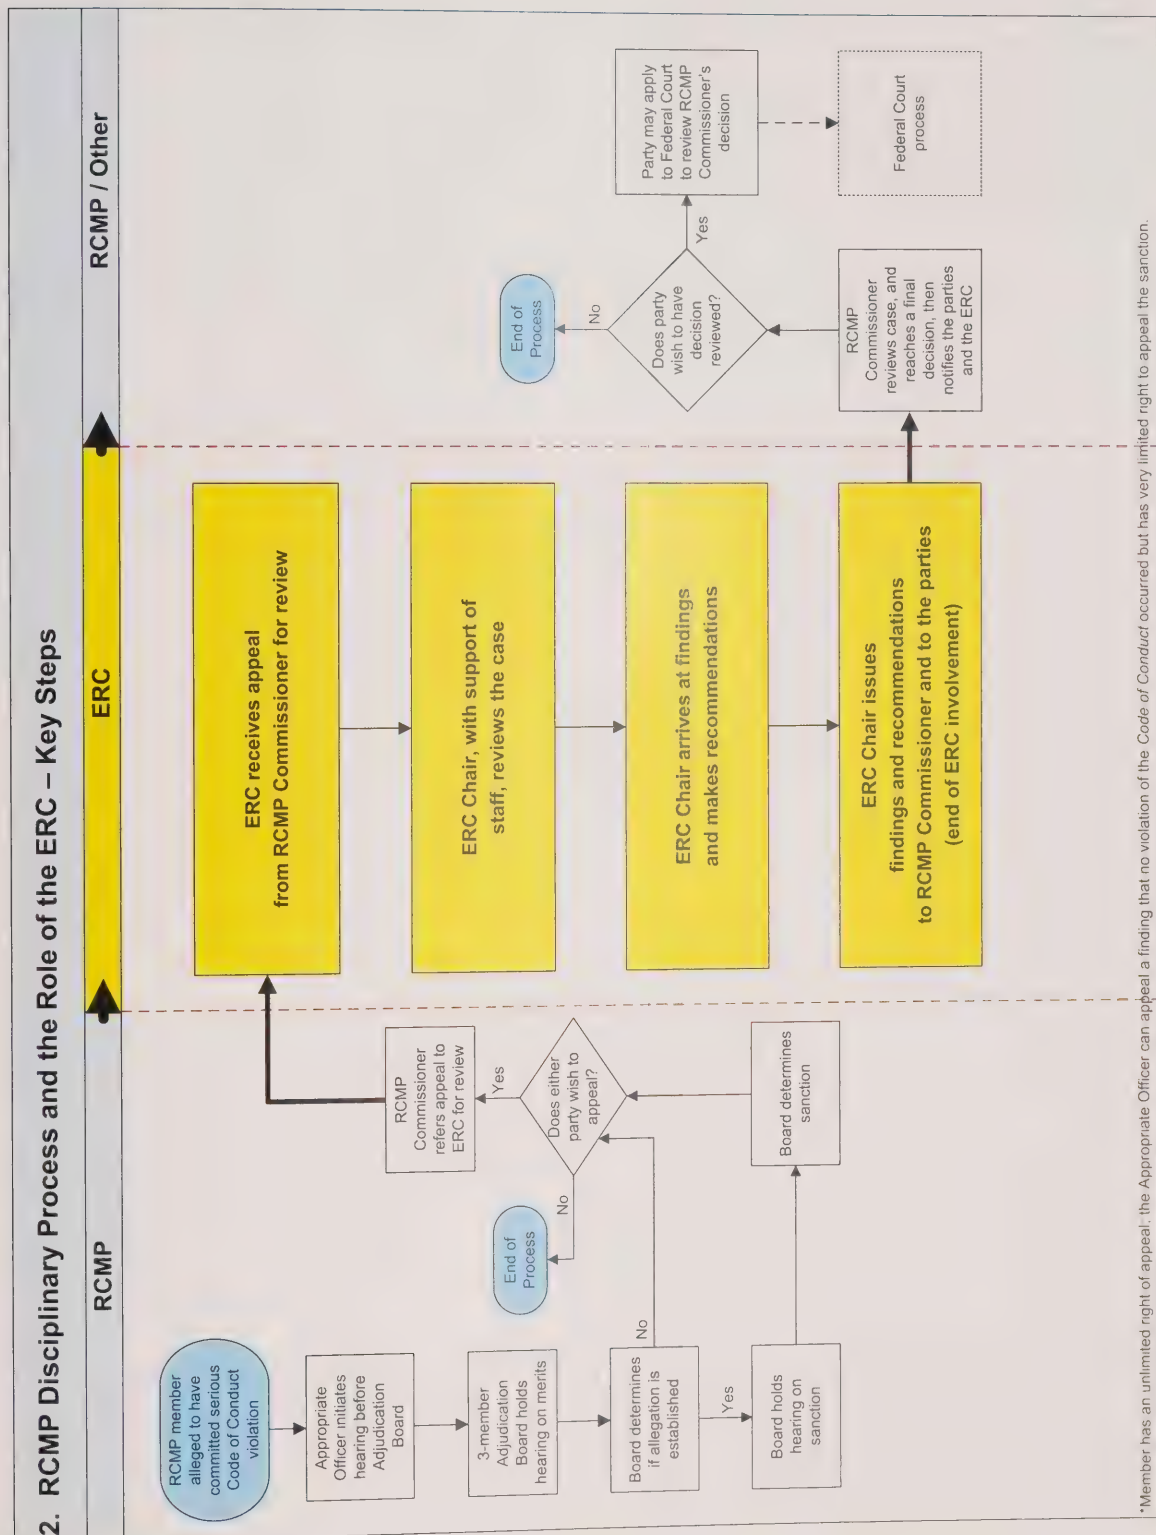 2. RCMP Disciplinary Process and the Role of the ERC – Key Steps
RCMP
ERC
RCMP / Other
RCMP member
alleged to have
committed serious
Code of Conduct
violation
Appropriate
Officer initiates
hearing before
Adjudication
Board
3-member
Adjudication
Board holds
hearing on merits
Board determines
if allegation is
established
No
Yes
Board holds
hearing on
sanction
Board determines
sanction
Does either
party wish to
appeal?
No
End of
Process
Yes
RCMP
Commissioner
refers appeal to
ERC for review
ERC receives appeal
from RCMP Commissioner for review
ERC Chair, with support of
staff, reviews the case
ERC Chair arrives at findings
and makes recommendations
ERC Chair issues
findings and recommendations
to RCMP Commissioner and to the parties
(end of ERC involvement)
RCMP
Commissioner
reviews case, and
reaches a final
decision, then
notifies the parties
and the ERC
Does party
wish to have
decision
reviewed?
No
End of
Process
Yes
Party may apply
to Federal Court
to review RCMP
Commissioner's
decision
Federal Court
process
*Member has an unlimited right of appeal; the Appropriate Officer can appeal a finding that no violation of the Code of Conduct occurred but has very limited right to appeal the sanction.